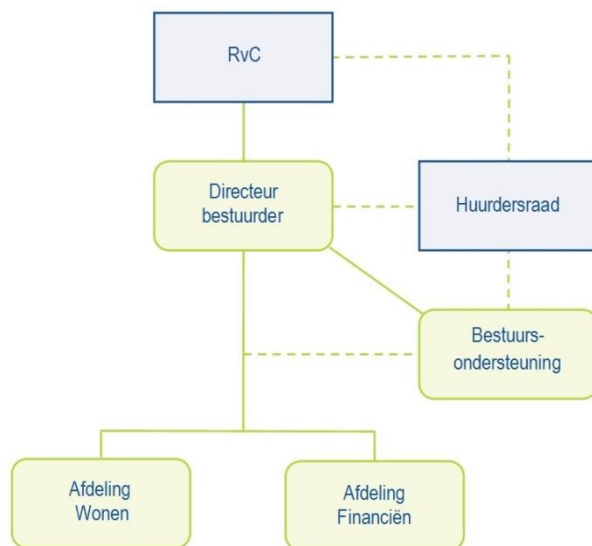 RvC
Directeur
bestuurder
Huurdersraad
Bestuurs-
ondersteuning
Afdeling
Wonen
Afdeling
Financiën